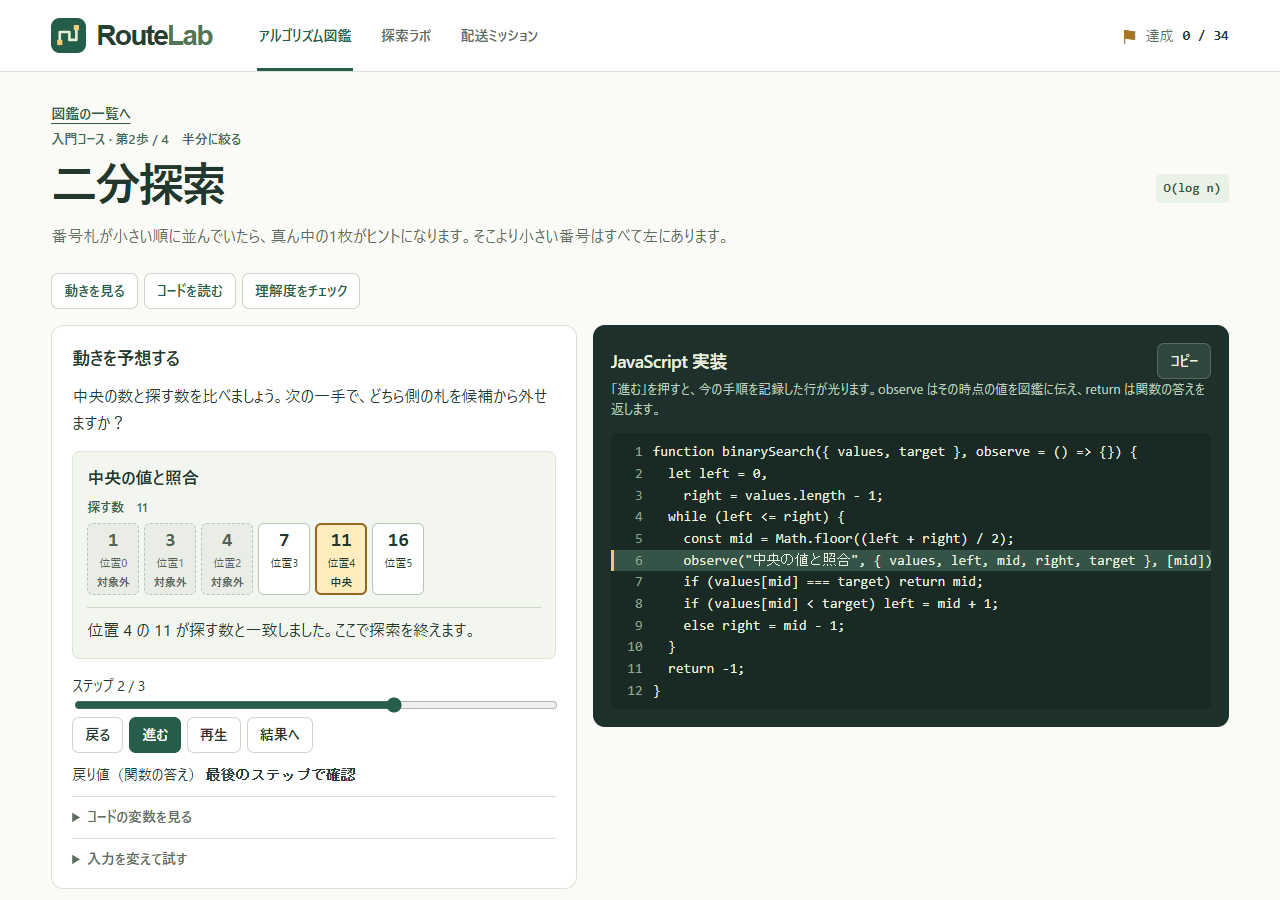 RouteLab
アルゴリズム図鑑 探索ラボ 配送ミッション
達成 0 / 34
図鑑の一覧へ
入門コース · 第2歩 / 4 半分に絞る
二分探索
O(log n)
番号札が小さい順に並んでいたら、真ん中の1枚がヒントになります。そこより小さい番号はすべて左にあります。
動きを見る コードを読む 理解度をチェック
動きを予想する
中央の数と探す数を比べましょう。次の一手で、どちら側の札を候補から外せ
ますか？
中央の値と照合
探す数 11
1 3 4 7 11 16
位置0 位置1 位置2 位置3 位置4 位置5
対象外 対象外 対象外 中央
位置 4 の 11 が探す数と一致しました。ここで探索を終えます。
ステップ 2 / 3
戻る 進む 再生 結果へ
戻り値（関数の答え） 最後のステップで確認
▶ コードの変数を見る
▶ 入力を変えて試す
JavaScript 実装
コピー
「進む」を押すと、今の手順を記録した行が光ります。observe はその時点の値を図鑑に伝え、return は関数の答えを
返します。
1 function binarySearch({ values, target }, observe = () => {}) {
2 let left = 0,
3 right = values.length - 1;
4 while (left <= right) {
5 const mid = Math.floor((left + right) / 2);
6 observe("中央の値と照合", { values, left, mid, right, target }, [mid])
7 if (values[mid] === target) return mid;
8 if (values[mid] < target) left = mid + 1;
9 else right = mid - 1;
10 }
11 return -1;
12 }